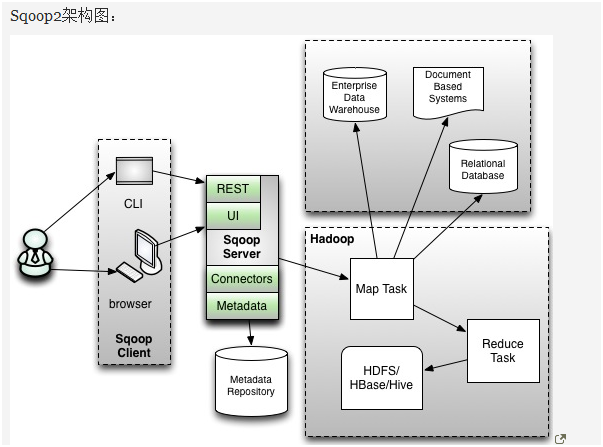 Sqoop2架构图：
Enterprise
Data
Warehouse
Document
Based
Systems
Relational
Database
CLI
browser
Sqoop
Client
REST
UI
Sqoop
Server
Connectors
Metadata
Metadata
Repository
Hadoop
Map Task
Reduce
Task
HDFS/
HBase/Hive